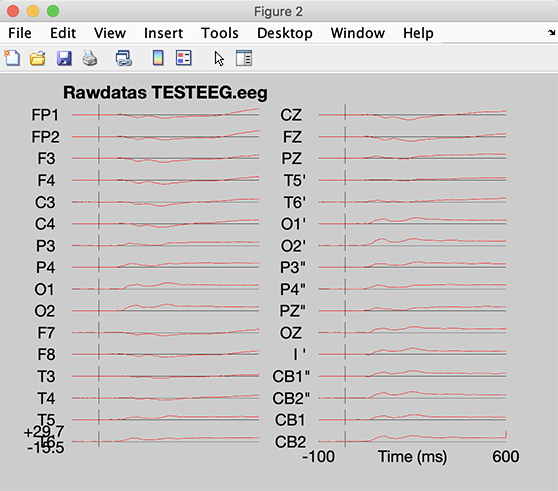 Figure 2
File Edit View Insert Tools Desktop Window Help
Rawdatas TESTEEG.eeg
FP1
FP2
F3
F4
C3
C4
P3
P4
O1
O2
F7
F8
T3
T4
T5
+29.7
T6'
-15.5
CZ
FZ
PZ
T5'
T6'
O1'
O2'
P3"
P4"
PZ"
OZ
I '
CB1"
CB2"
CB1
CB2
-100 Time (ms) 600